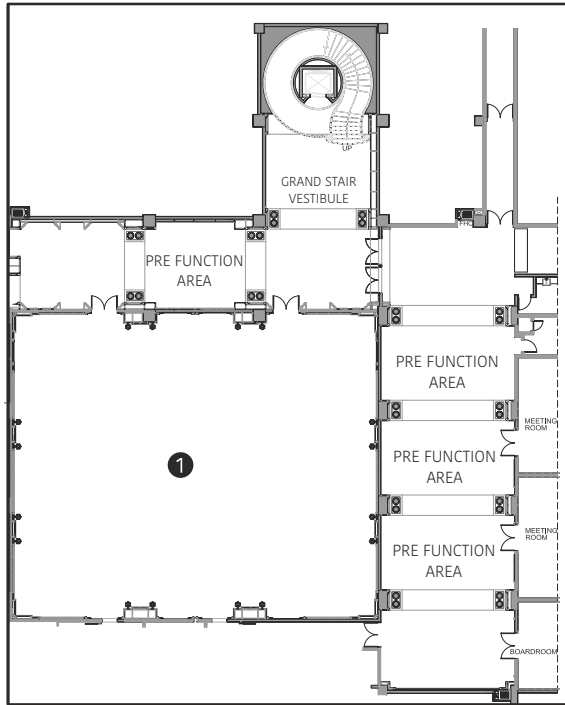 UP
GRAND STAIR
VESTIBULE
FHC
PRE FUNCTION
AREA
PRE FUNCTION
AREA
MEETING
ROOM
PRE FUNCTION
AREA
1
MEETING
ROOM
PRE FUNCTION
AREA
BOARDROOM